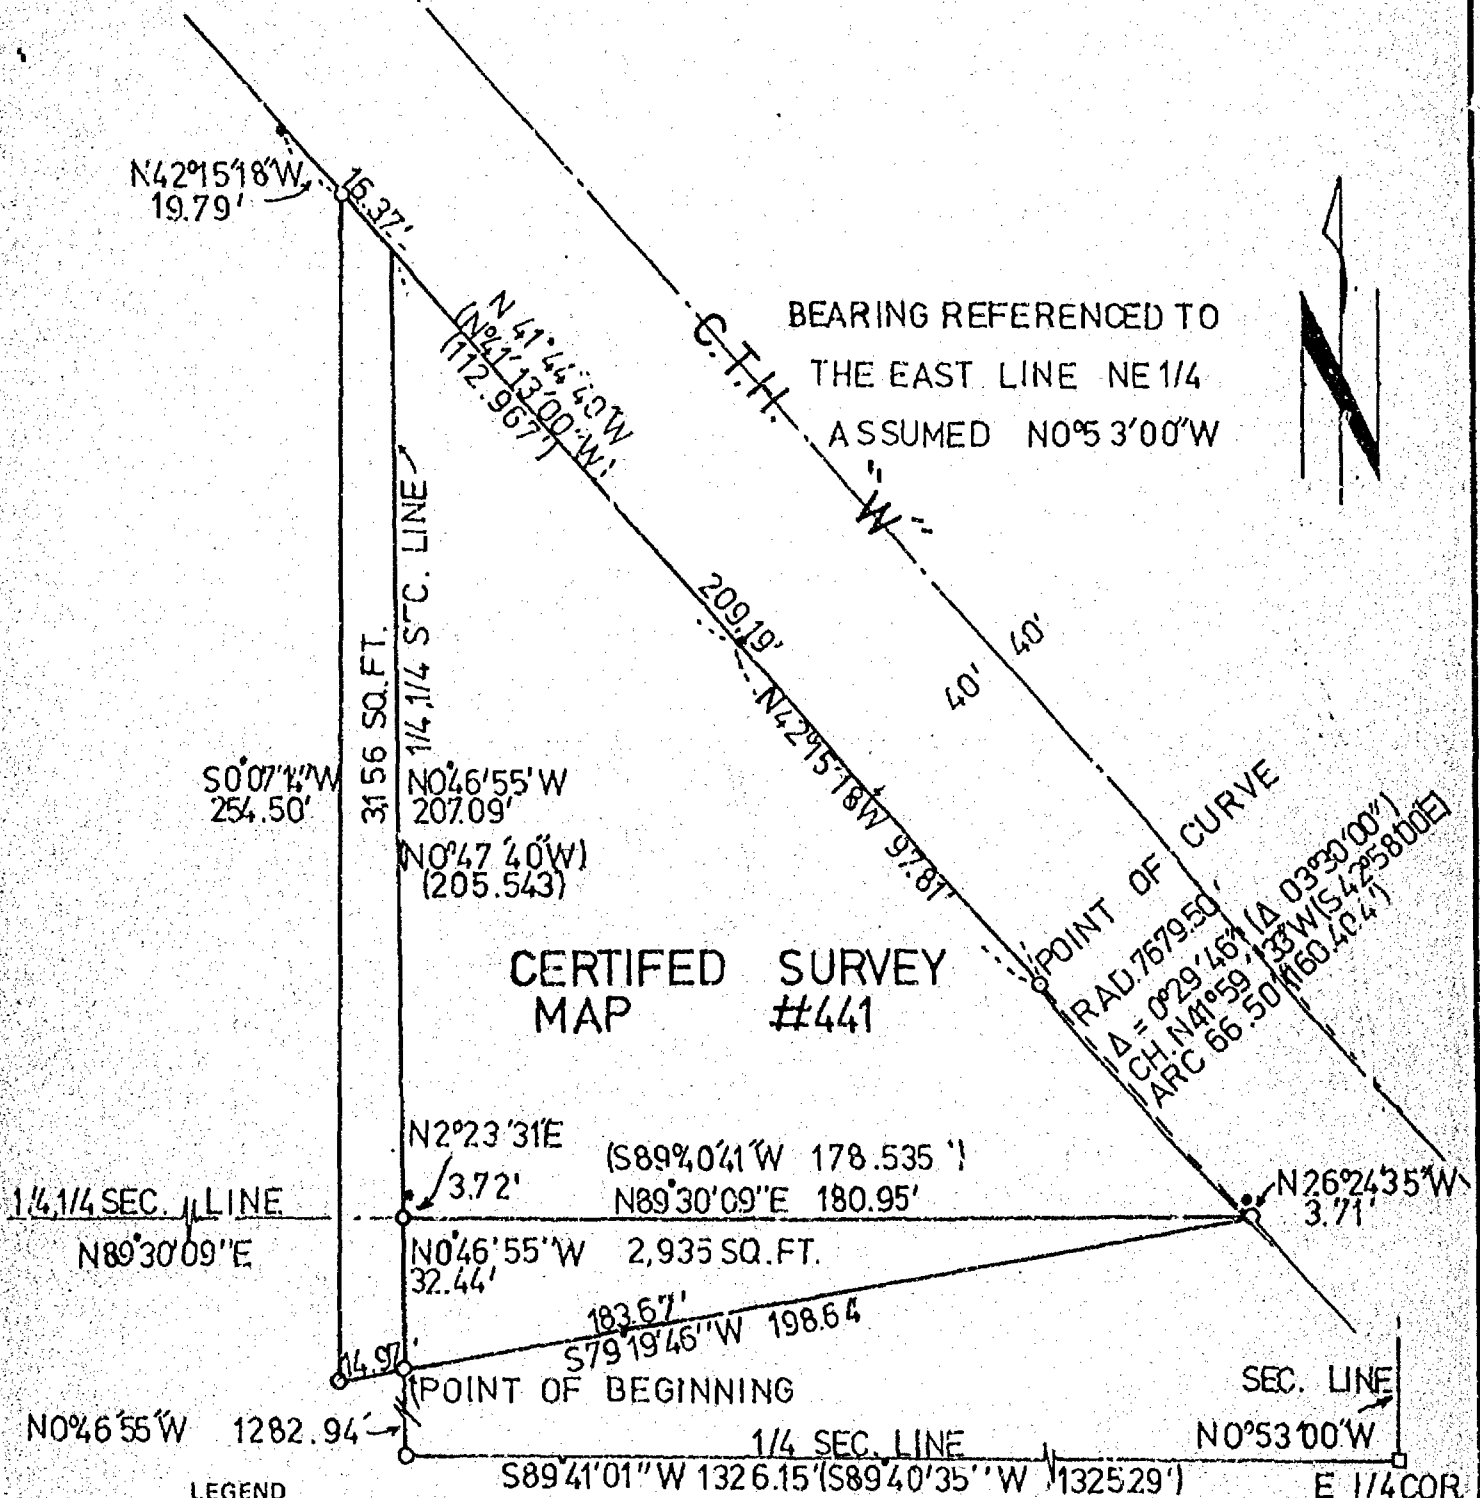 N42°15'18"W
19.79'
16.37'
N 41°44'40"W
(N°41'13'00"W)
(112.967')
C.T.H.
"W"
BEARING REFERENCED TO
THE EAST LINE NE 1/4
ASSUMED N0°53'00"W
1/4,1/4 SEC. LINE
3,156 SQ.FT.
209.19'
40'
40'
N42°15'18W 97.81'
S0°07'14"W
254.50'
N0°46'55'W
207.09'
(N0°47'40"W)
(205.543)
POINT OF CURVE
RAD. 7679.50'
Δ = 0°29'46" (Δ 03°30'00")
CH. N41°59'33"W (S42°58'00E)
ARC 66.50' (160.404')
CERTIFED SURVEY
MAP #441
N2°23'31E
3.72'
(S89°40'41"W 178.535')
N89°30'09"E 180.95'
N26°24'35"W
3.71'
1/4,1/4 SEC. LINE
N89°30'09"E
N0°46'55"W 2,935 SQ.FT.
32.44'
183.67'
S79°19'46"W 198.64
14.97'
POINT OF BEGINNING
N0°46'55"W 1282.94'
SEC. LINE
N0°53'00"W
1/4 SEC. LINE
S89°41'01"W 1326.15'(S89°40'35"W 1325.29')
E 1/4 COR.
LEGEND